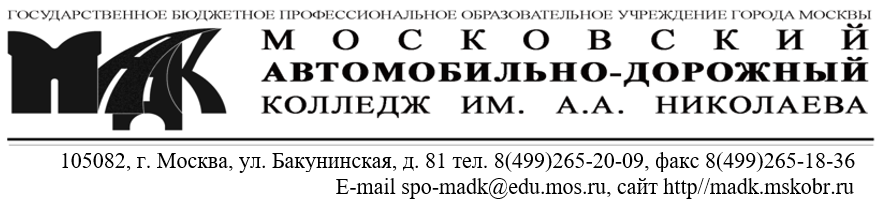 ГОСУДАРСТВЕННОЕ БЮДЖЕТНОЕ ПРОФЕССИОНАЛЬНОЕ ОБРАЗОВАТЕЛЬНОЕ УЧРЕЖДЕНИЕ ГОРОДА МОСКВЫ
МАДК
МОСКОВСКИЙ
АВТОМОБИЛЬНО-ДОРОЖНЫЙ
КОЛЛЕДЖ ИМ. А.А. НИКОЛАЕВА
105082, г. Москва, ул. Бакунинская, д. 81 тел. 8(499)265-20-09, факс 8(499)265-18-36
E-mail spo-madk@edu.mos.ru, сайт http//madk.mskobr.ru